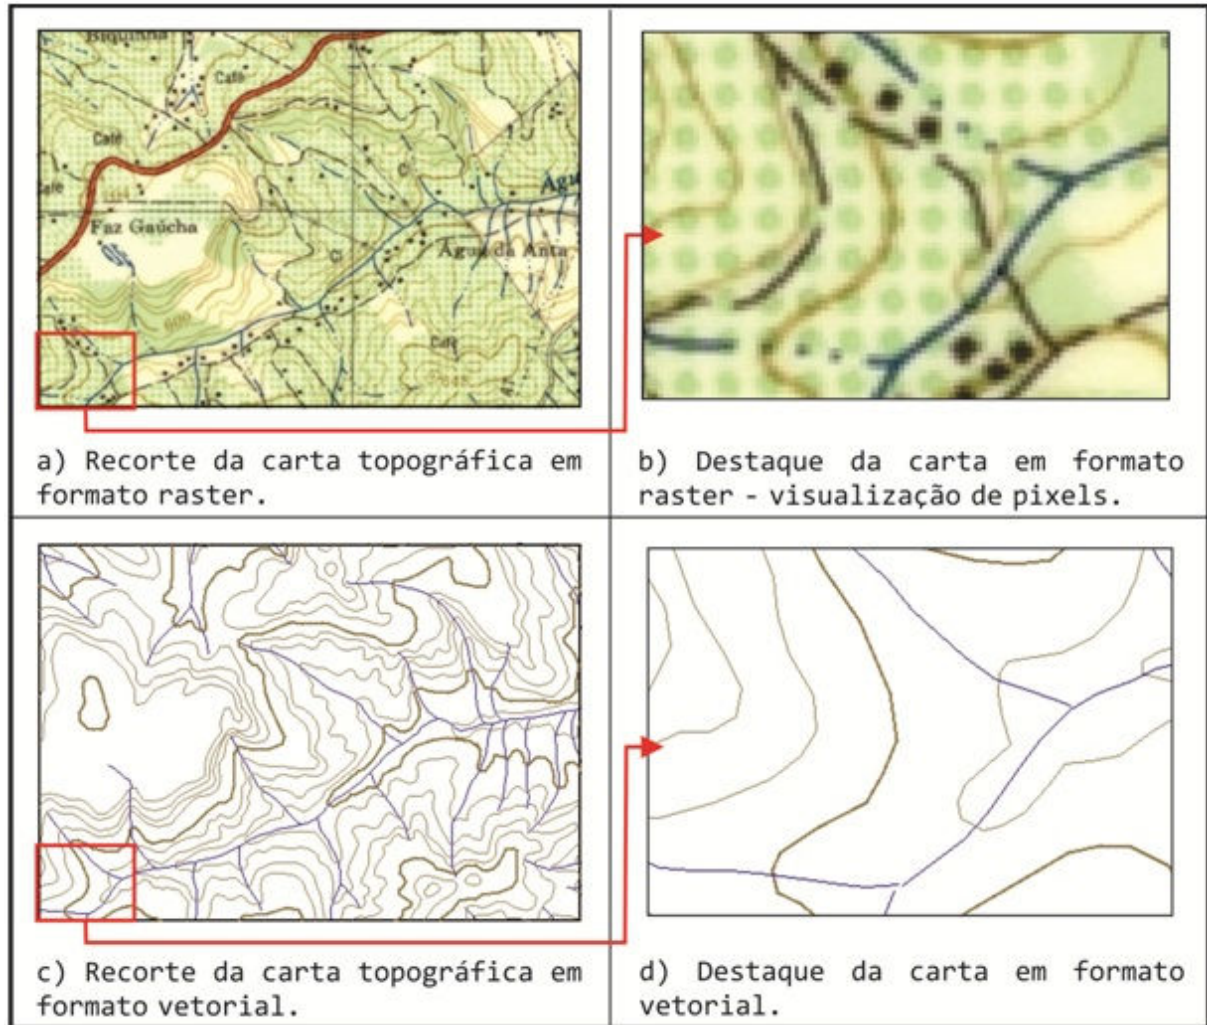 Biquinha
Café
Café
Café
Faz Gaúcha
Água da Anta
Café
600
a) Recorte da carta topográfica em
formato raster.
b) Destaque da carta em formato
raster - visualização de pixels.
c) Recorte da carta topográfica em
formato vetorial.
d) Destaque da carta em formato
vetorial.